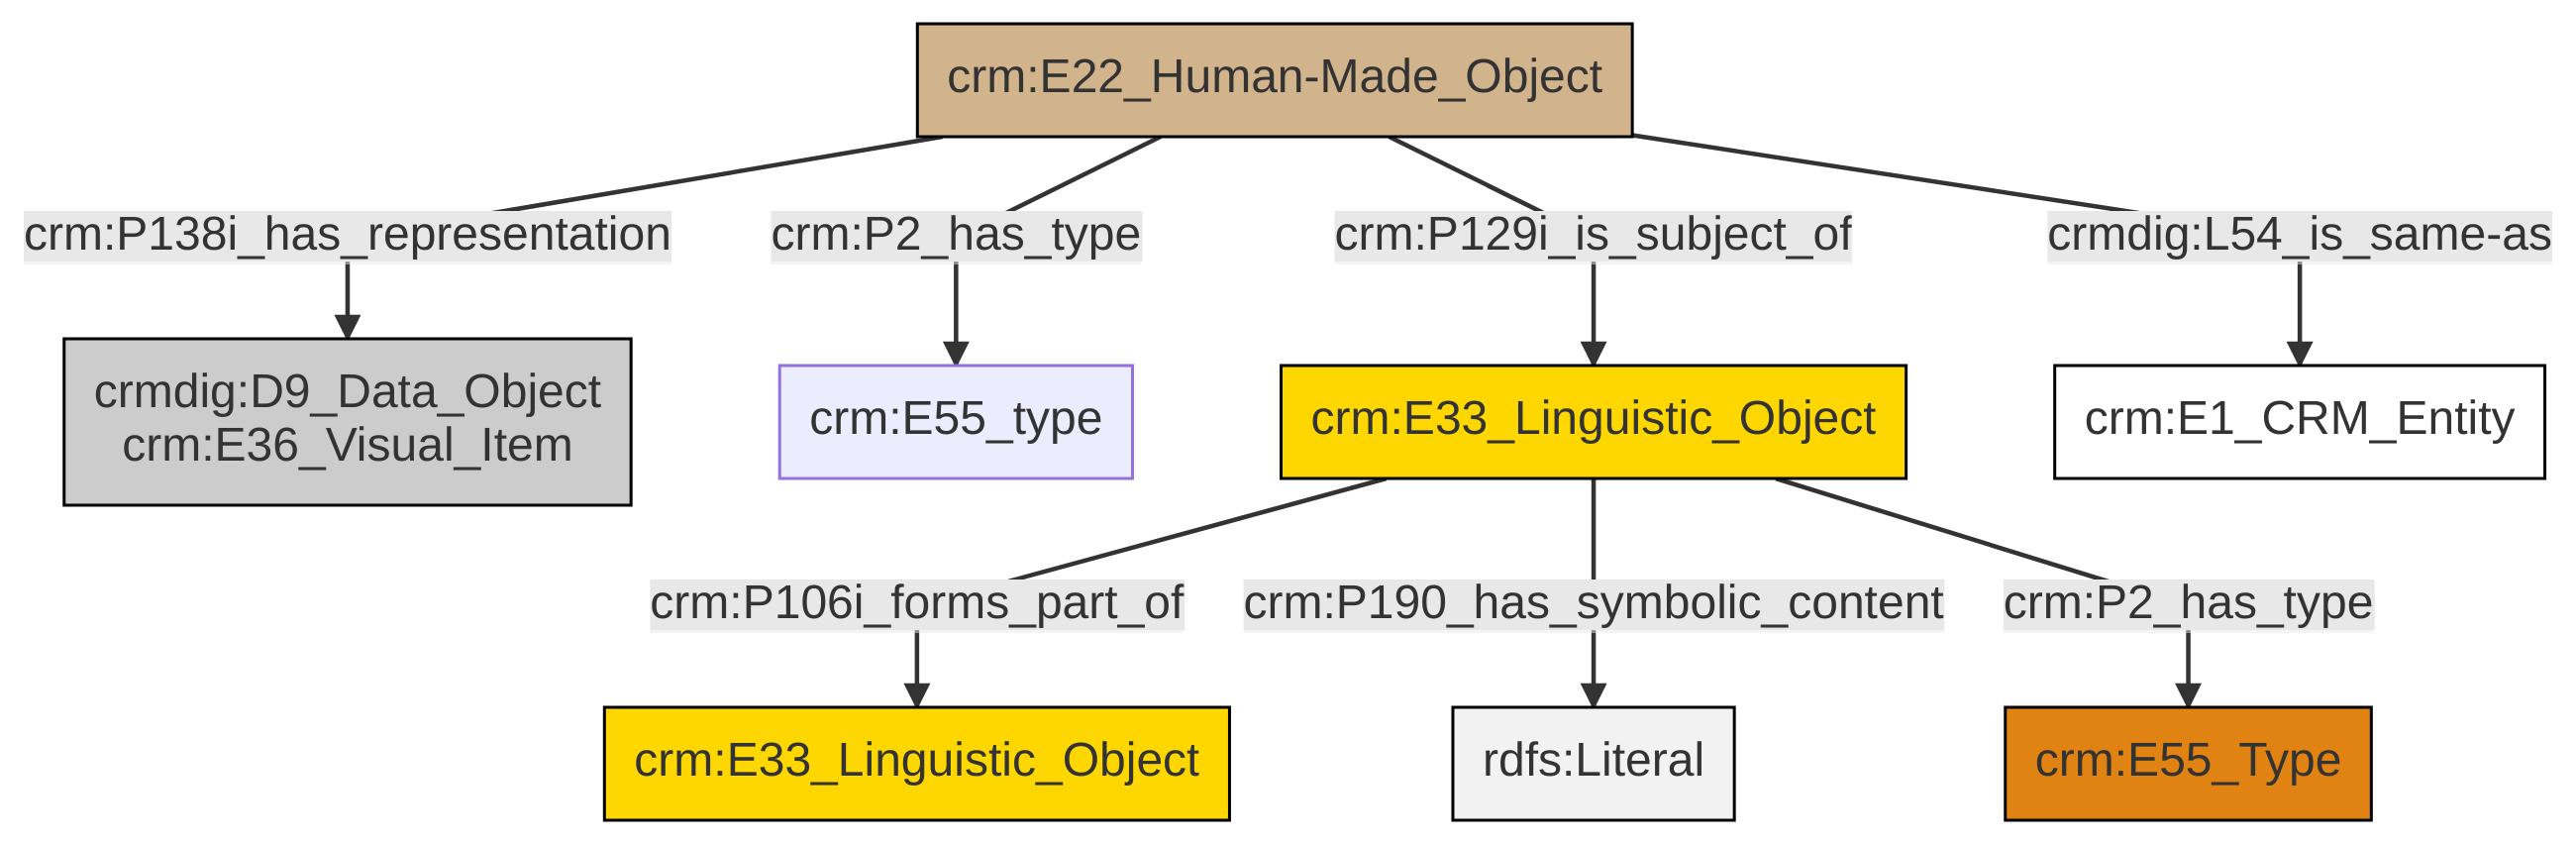 crm:E22_Human-Made_Object
crm:P138i_has_representation
crm:P2_has_type
crm:P129i_is_subject_of
crmdig:L54_is_same-as
crmdig:D9_Data_Object
crm:E36_Visual_Item
crm:E55_type
crm:E33_Linguistic_Object
crm:E1_CRM_Entity
crm:P106i_forms_part_of
crm:P190_has_symbolic_content
crm:P2_has_type
crm:E33_Linguistic_Object
rdfs:Literal
crm:E55_Type